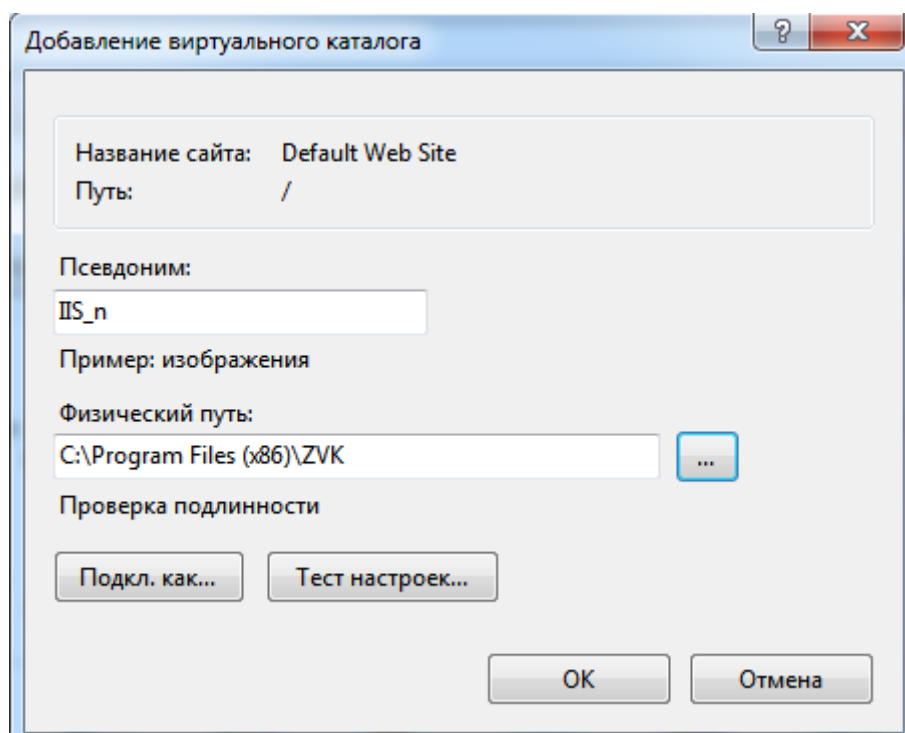 Добавление виртуального каталога
Название сайта: Default Web Site
Путь: /
Псевдоним:
IIS_n
Пример: изображения
Физический путь:
C:\Program Files (x86)\ZVK
...
Проверка подлинности
Подкл. как... Тест настроек...
ОК Отмена